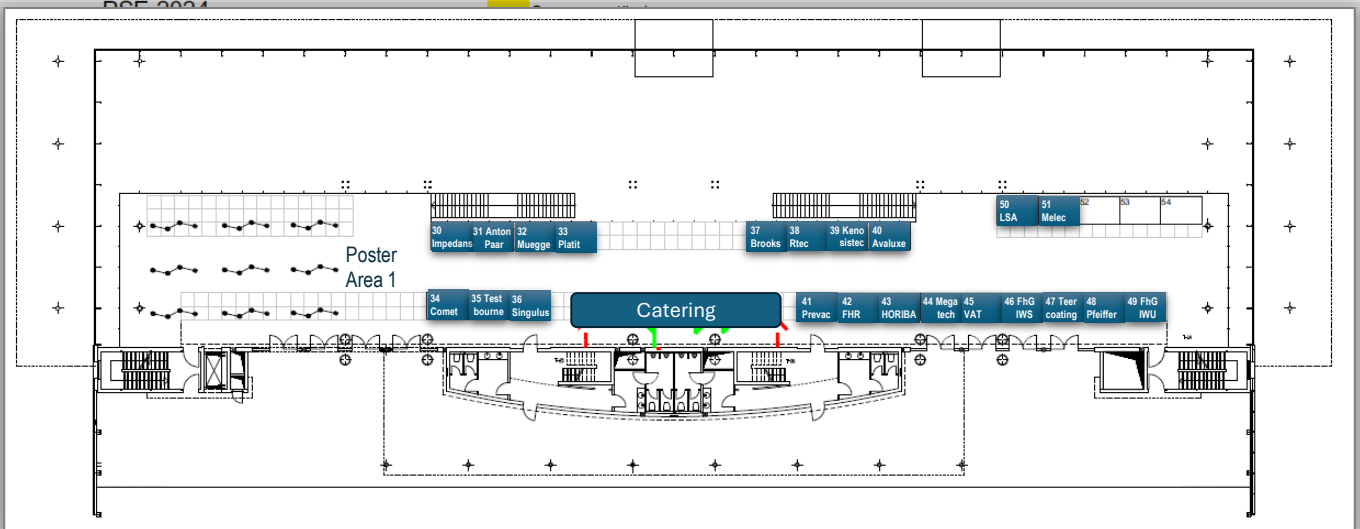 PSE 2024
50
LSA
51
Melec
52
53
54
30
Impedans
31 Anton
Paar
32
Muegge
33
Platit
37
Brooks
38
Rtec
39 Keno
sistec
40
Avaluxe
Poster
Area 1
34
Comet
35 Test
bourne
36
Singulus
Catering
41
Prevac
42
FHR
43
HORIBA
44 Mega
tech
45
VAT
46 FhG
IWS
47 Teer
coating
48
Pfeiffer
49 FhG
IWU